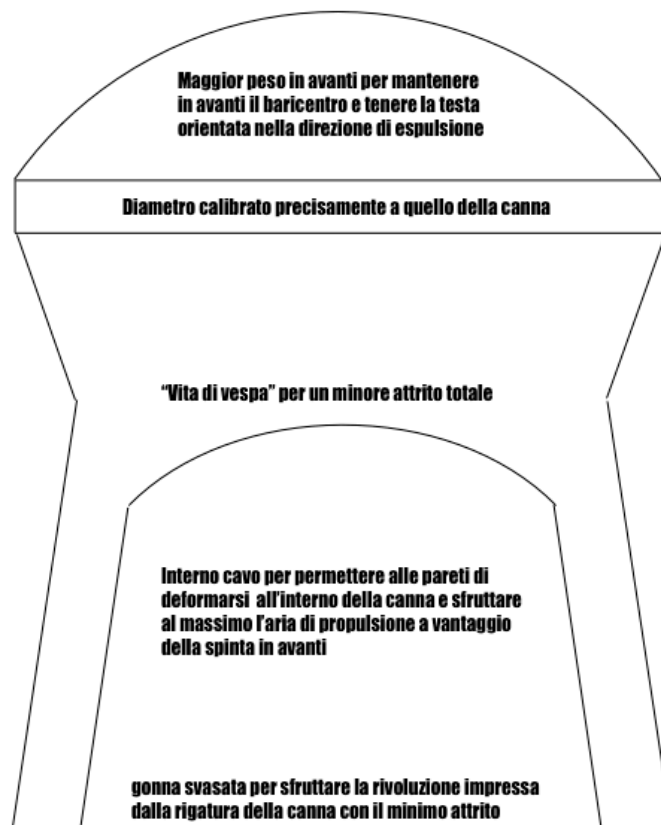 Maggior peso in avanti per mantenere
in avanti il baricentro e tenere la testa
orientata nella direzione di espulsione
Diametro calibrato precisamente a quello della canna
“Vita di vespa” per un minore attrito totale
Interno cavo per permettere alle pareti di
deformarsi all’interno della canna e sfruttare
al massimo l’aria di propulsione a vantaggio
della spinta in avanti
gonna svasata per sfruttare la rivoluzione impressa
dalla rigatura della canna con il minimo attrito